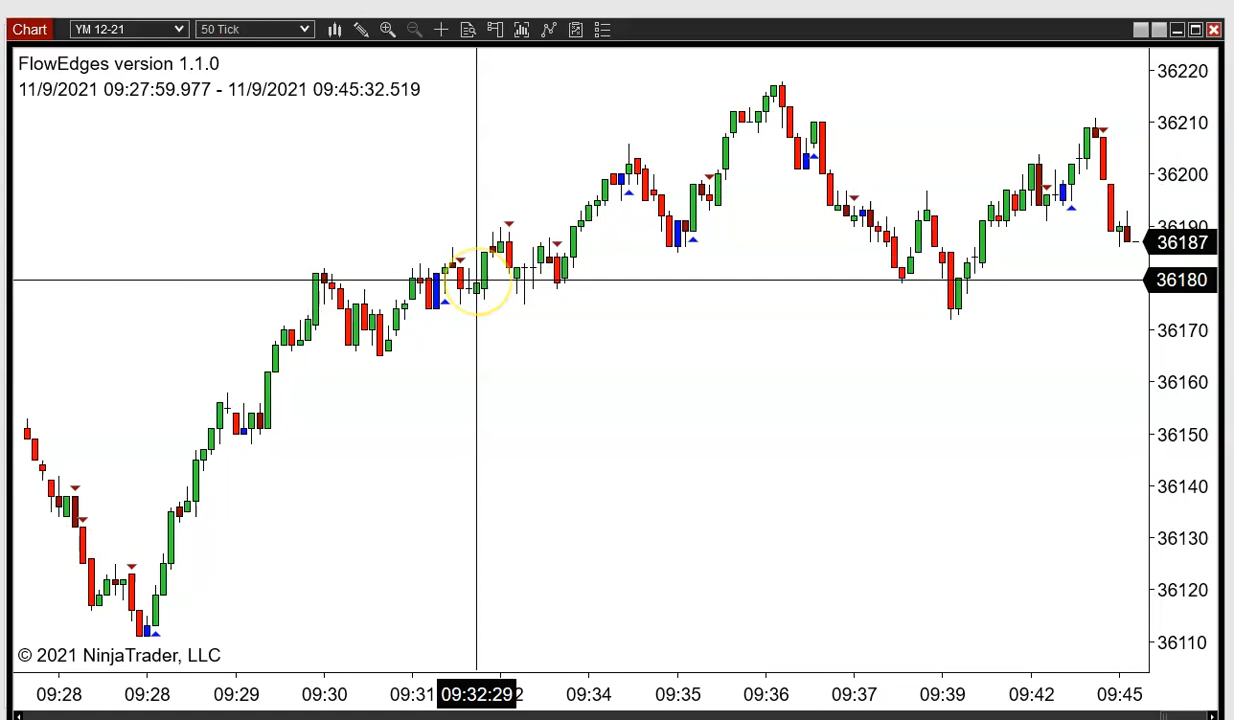 Chart YM 12-21 50 Tick
FlowEdges version 1.1.0
11/9/2021 09:27:59.977 - 11/9/2021 09:45:32.519
36220
36210
36200
36190
36187
36180
36170
36160
36150
36140
36130
36120
36110
© 2021 NinjaTrader, LLC
09:28 09:28 09:29 09:30 09:31 09:32:29 09:34 09:35 09:36 09:37 09:39 09:42 09:45